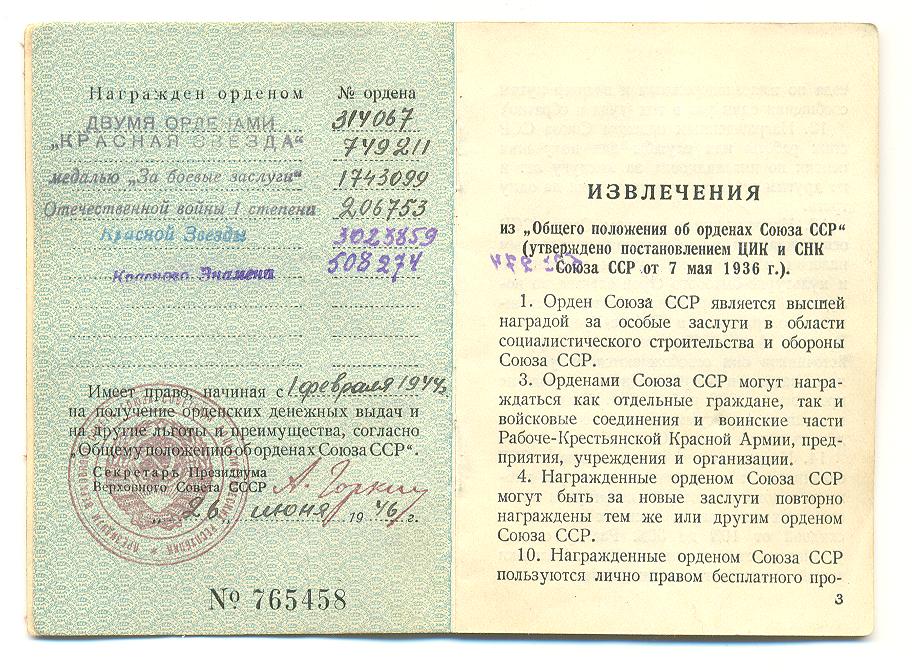 Награжден орденом № ордена
ДВУМЯ ОРДЕНАМИ 314067
„КРАСНАЯ ЗВЕЗДА“ 749211
медалью „За боевые заслуги“ 1743099
Отечественной войны I степени 206753
Красной Звезды 3023859
Красного Знамени 508274
Имеет право, начиная с 1 февраля 1944г.
на получение орденских денежных выдач и
на другие льготы и преимущества, согласно
„Общему положению об орденах Союза ССР“.
Секретарь Президиума
Верховного Совета СССР А. Горкин
„26„ июня 1946 г.
№ 765458
ИЗВЛЕЧЕНИЯ
из „Общего положения об орденах Союза ССР“
(утверждено постановлением ЦИК и СНК
Союза ССР от 7 мая 1936 г.).
1. Орден Союза ССР является высшей
наградой за особые заслуги в области
социалистического строительства и обороны
Союза ССР.
3. Орденами Союза ССР могут награ-
ждаться как отдельные граждане, так и
войсковые соединения и воинские части
Рабоче-Крестьянской Красной Армии, пред-
приятия, учреждения и организации.
4. Награжденные орденом Союза ССР
могут быть за новые заслуги повторно
награждены тем же или другим орденом
Союза ССР.
10. Награжденные орденом Союза ССР
пользуются лично правом бесплатного про-
3